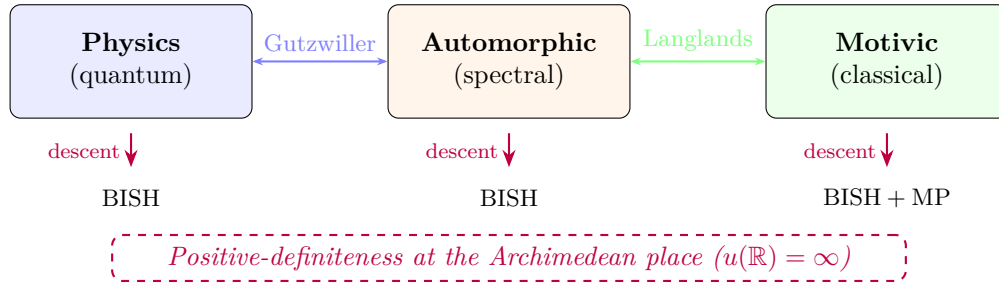 Physics
(quantum)
Gutzwiller
Automorphic
(spectral)
Langlands
Motivic
(classical)
descent
descent
descent
BISH
BISH
BISH + MP
Positive-definiteness at the Archimedean place (u(ℝ) = ∞)